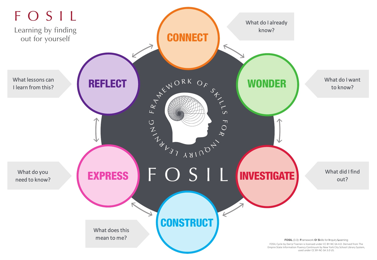 FOSIL
Learning by finding
out for yourself
CONNECT
What do I already
know?
WONDER
What do I want
to know?
INVESTIGATE
What did I find
out?
CONSTRUCT
What does this
mean to me?
EXPRESS
What do you
need to know?
REFLECT
What lessons can
I learn from this?
FRAMEWORK OF SKILLS FOR INQUIRY LEARNING
FOSIL